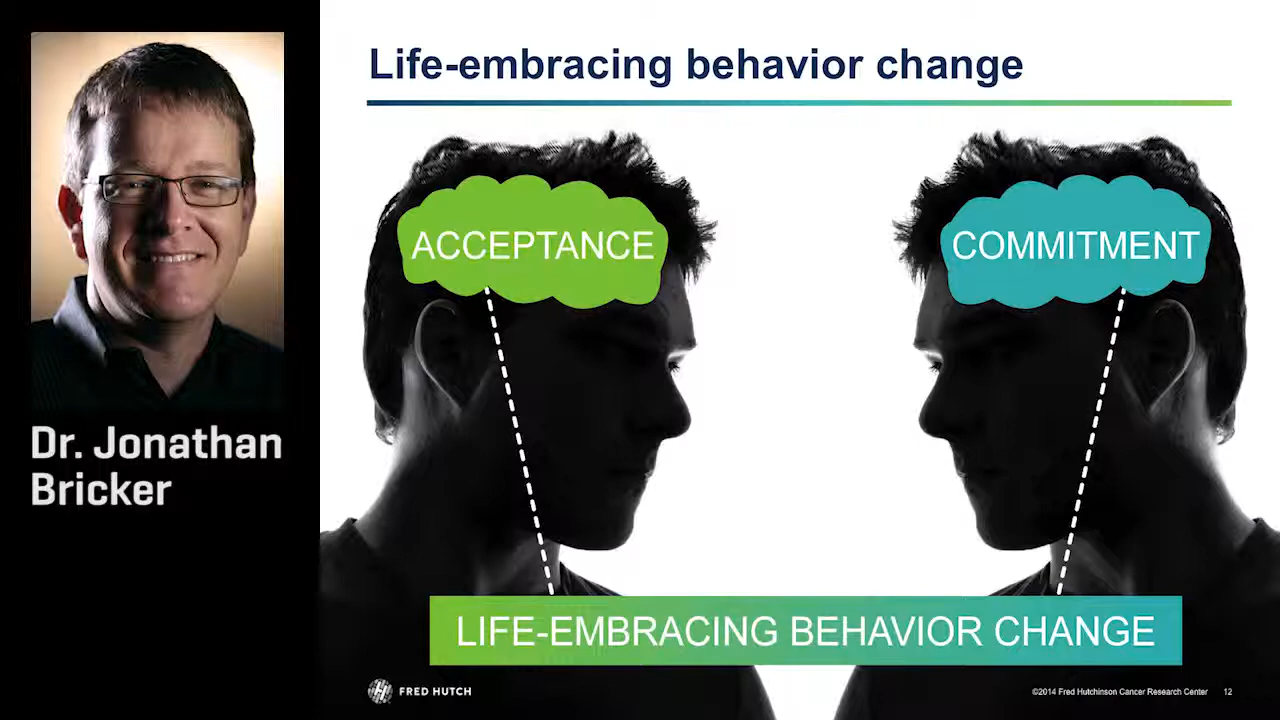 Dr. Jonathan
Bricker
Life-embracing behavior change
ACCEPTANCE
COMMITMENT
LIFE-EMBRACING BEHAVIOR CHANGE
FRED HUTCH
©2014 Fred Hutchinson Cancer Research Center 12